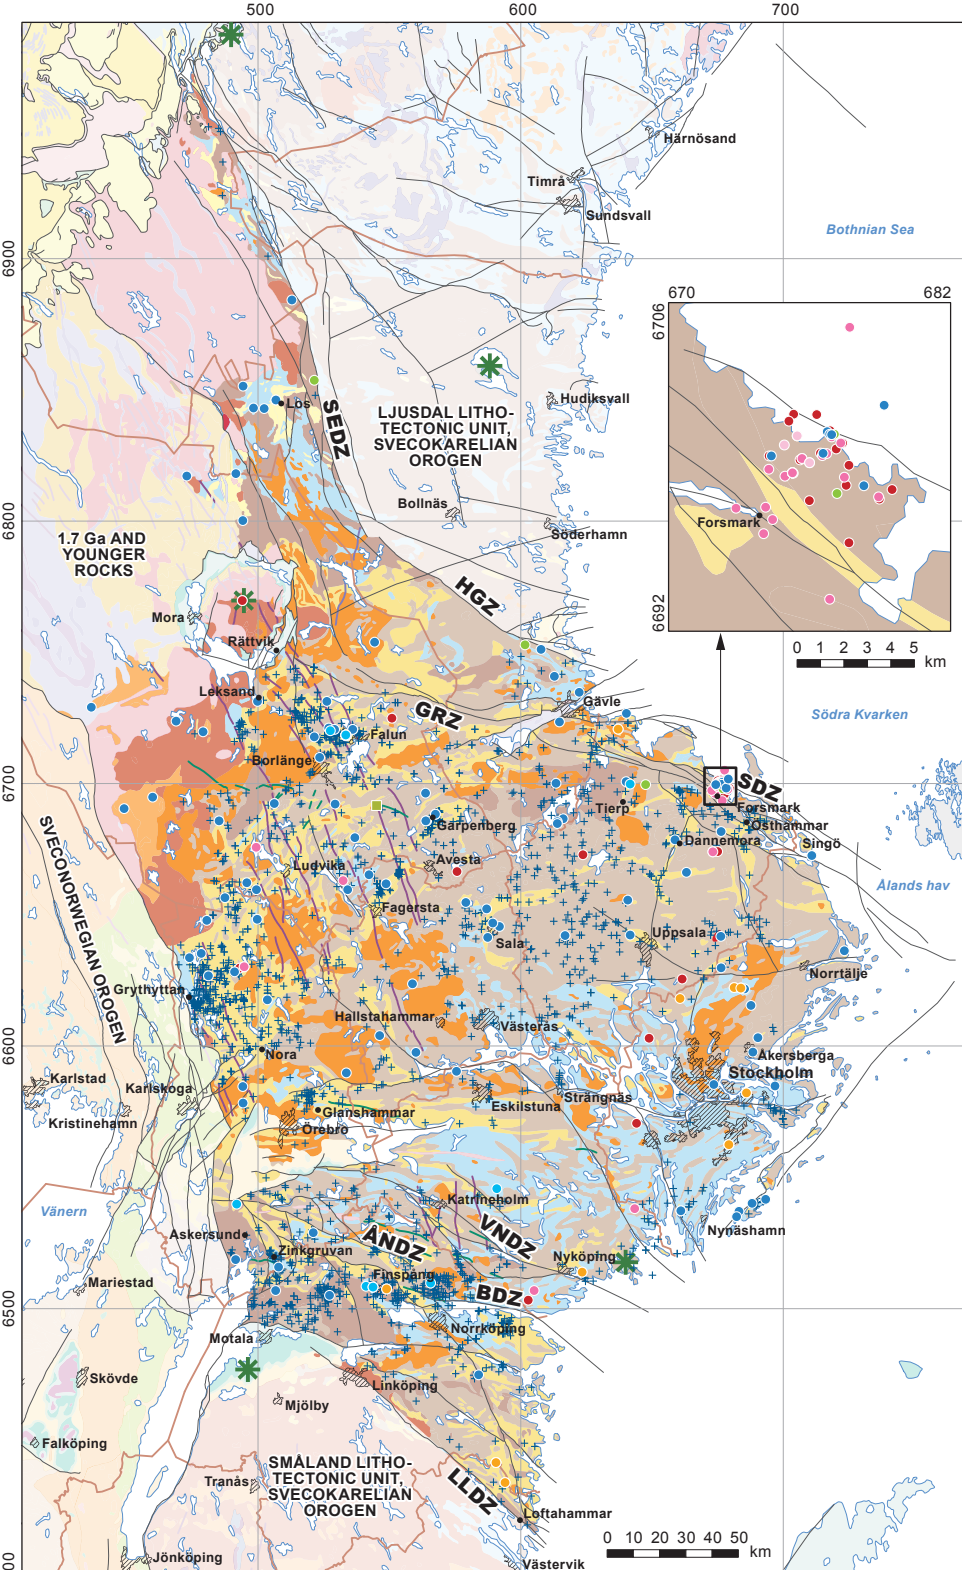 500
600
700
Härnösand
Timrå
Sundsvall
Bothnian Sea
6900
670
682
6706
6692
Forsmark
0 1 2 3 4 5
km
Los
SEDZ
LJUSDAL LITHO-
TECTONIC UNIT,
SVECOKARELIAN
OROGEN
Hudiksvall
Bollnäs
Söderhamn
6800
1.7 Ga AND
YOUNGER
ROCKS
HGZ
Mora
Rättvik
Leksand
GRZ
Gävle
Södra Kvarken
Falun
Borlänge
6700
SDZ
Tierp
Forsmark
Östhammar
Garpenberg
Dannemora
Singö
Avesta
Ludvika
Ålands hav
Fagersta
SVECONORWEGIAN OROGEN
Uppsala
Sala
Norrtälje
Grythyttan
Hallstahammar
Västerås
6600
Nora
Åkersberga
Karlstad
Stockholm
Karlskoga
Strängnäs
Eskilstuna
Glanshammar
Kristinehamn
Örebro
Katrineholm
Vänern
VNDZ
Askersund
ÅNDZ
Nynäshamn
Zinkgruvan
Nyköping
Finspång
Mariestad
BDZ
6500
Norrköping
Motala
Skövde
Linköping
Mjölby
Falköping
SMÅLAND LITHO-
TECTONIC UNIT,
SVECOKARELIAN
OROGEN
Tranås
LLDZ
Loftahammar
0 10 20 30 40 50
km
Jönköping
Västervik
00